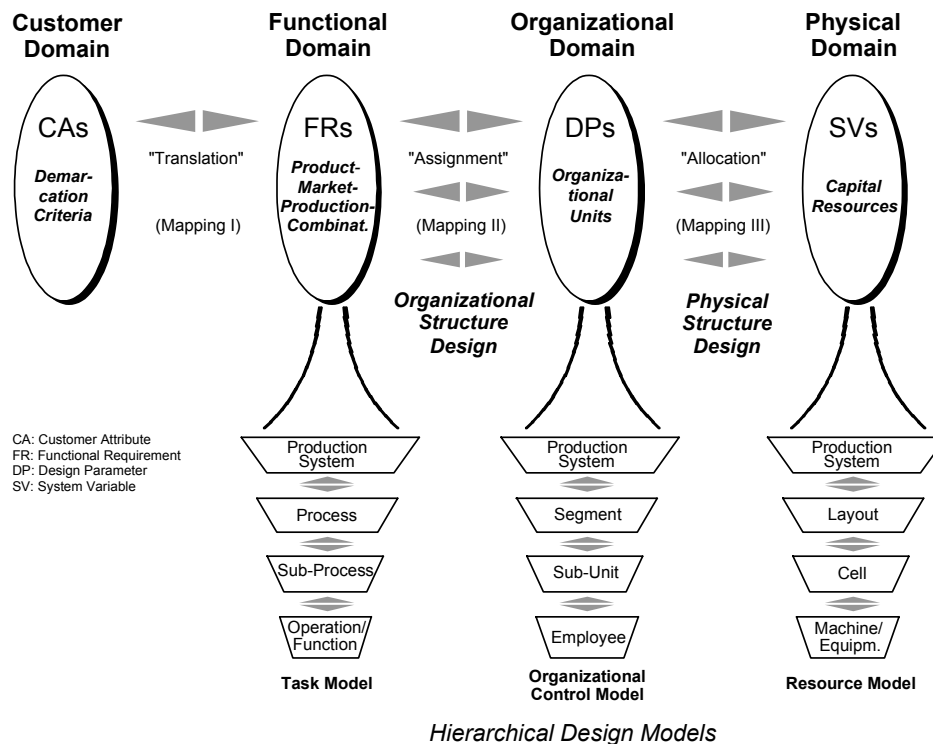 Customer
Domain
Functional
Domain
Organizational
Domain
Physical
Domain
CAs
Demar-
cation
Criteria
"Translation"
(Mapping I)
FRs
Product-
Market-
Production-
Combinat.
"Assignment"
(Mapping II)
Organizational
Structure
Design
DPs
Organiza-
tional
Units
"Allocation"
(Mapping III)
Physical
Structure
Design
SVs
Capital
Resources
CA: Customer Attribute
FR: Functional Requirement
DP: Design Parameter
SV: System Variable
Production
System
Process
Sub-Process
Operation/
Function
Task Model
Production
System
Segment
Sub-Unit
Employee
Organizational
Control Model
Production
System
Layout
Cell
Machine/
Equipm.
Resource Model
Hierarchical Design Models